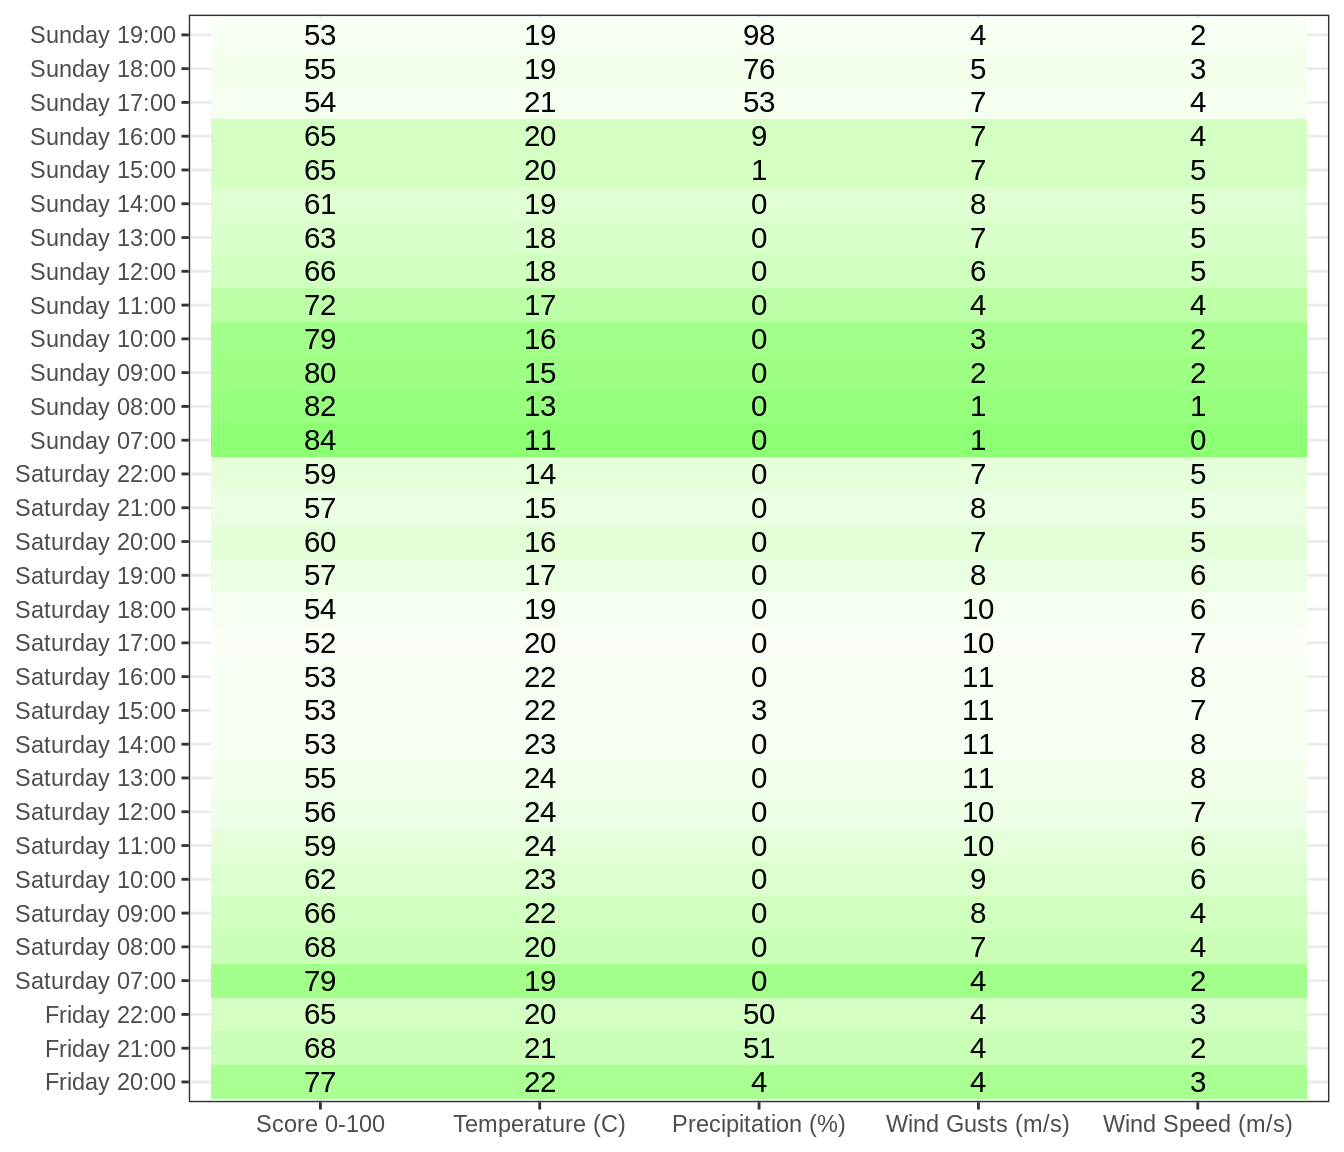 Sunday 19:00 53 19 98 4 2
Sunday 18:00 55 19 76 5 3
Sunday 17:00 54 21 53 7 4
Sunday 16:00 65 20 9 7 4
Sunday 15:00 65 20 1 7 5
Sunday 14:00 61 19 0 8 5
Sunday 13:00 63 18 0 7 5
Sunday 12:00 66 18 0 6 5
Sunday 11:00 72 17 0 4 4
Sunday 10:00 79 16 0 3 2
Sunday 09:00 80 15 0 2 2
Sunday 08:00 82 13 0 1 1
Sunday 07:00 84 11 0 1 0
Saturday 22:00 59 14 0 7 5
Saturday 21:00 57 15 0 8 5
Saturday 20:00 60 16 0 7 5
Saturday 19:00 57 17 0 8 6
Saturday 18:00 54 19 0 10 6
Saturday 17:00 52 20 0 10 7
Saturday 16:00 53 22 0 11 8
Saturday 15:00 53 22 3 11 7
Saturday 14:00 53 23 0 11 8
Saturday 13:00 55 24 0 11 8
Saturday 12:00 56 24 0 10 7
Saturday 11:00 59 24 0 10 6
Saturday 10:00 62 23 0 9 6
Saturday 09:00 66 22 0 8 4
Saturday 08:00 68 20 0 7 4
Saturday 07:00 79 19 0 4 2
Friday 22:00 65 20 50 4 3
Friday 21:00 68 21 51 4 2
Friday 20:00 77 22 4 4 3
Score 0-100 Temperature (C) Precipitation (%) Wind Gusts (m/s) Wind Speed (m/s)